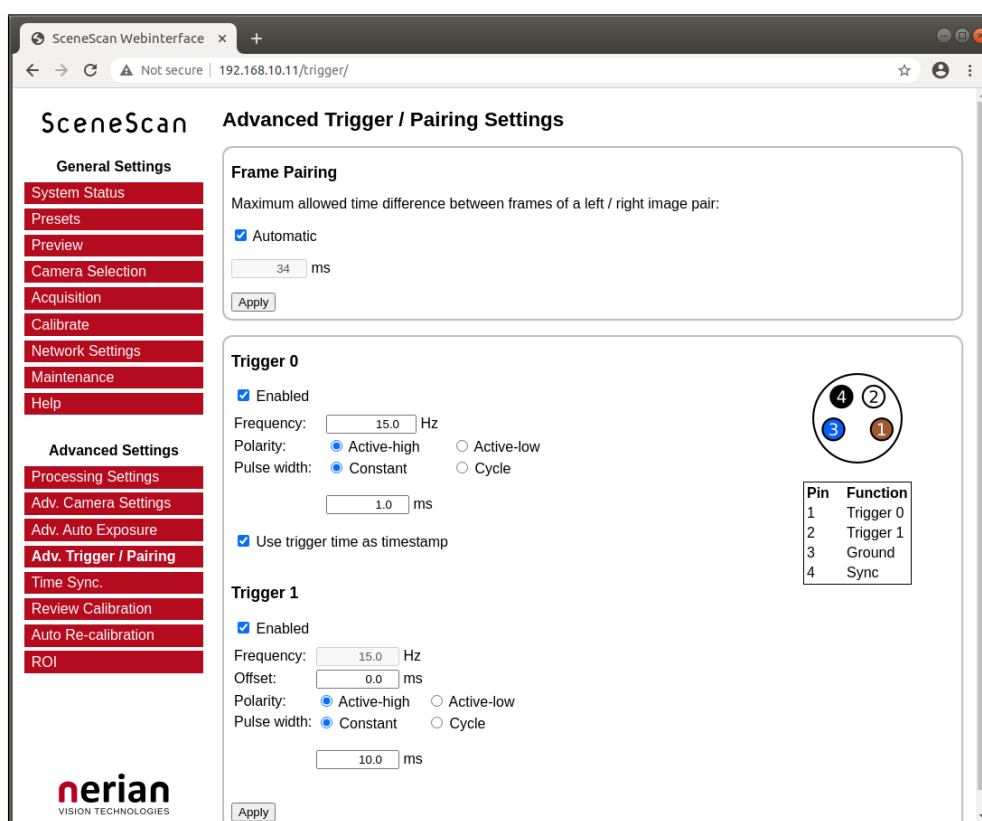 SceneScan Webinterface
Not secure | 192.168.10.11/trigger/
SceneScan
General Settings
System Status
Presets
Preview
Camera Selection
Acquisition
Calibrate
Network Settings
Maintenance
Help
Advanced Settings
Processing Settings
Adv. Camera Settings
Adv. Auto Exposure
Adv. Trigger / Pairing
Time Sync.
Review Calibration
Auto Re-calibration
ROI
nerian
VISION TECHNOLOGIES
Advanced Trigger / Pairing Settings
Frame Pairing
Maximum allowed time difference between frames of a left / right image pair:
Automatic
34 ms
Apply
Trigger 0
Enabled
Frequency: 15.0 Hz
Polarity: Active-high Active-low
Pulse width: Constant Cycle
1.0 ms
Use trigger time as timestamp
4 2
3 1
Pin Function
1 Trigger 0
2 Trigger 1
3 Ground
4 Sync
Trigger 1
Enabled
Frequency: 15.0 Hz
Offset: 0.0 ms
Polarity: Active-high Active-low
Pulse width: Constant Cycle
10.0 ms
Apply